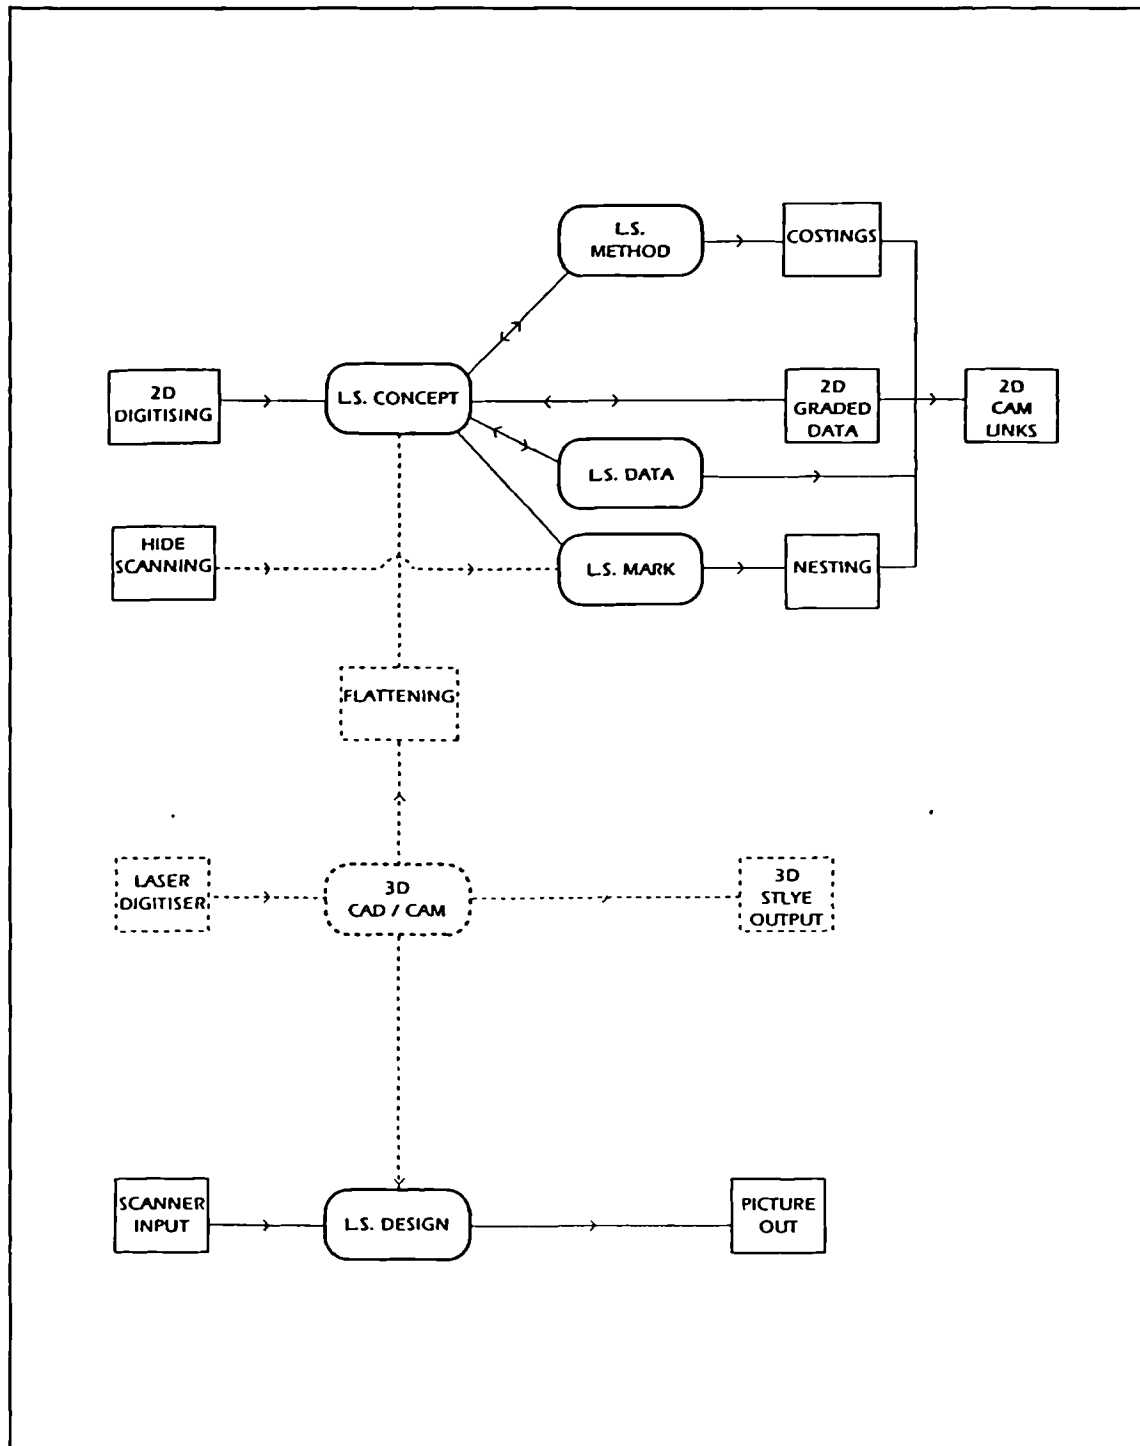 L.S.
METHOD
COSTINGS
2D
DIGITISING
L.S. CONCEPT
2D
GRADED
DATA
2D
CAM
LINKS
L.S. DATA
HIDE
SCANNING
L.S. MARK
NESTING
FLATTENING
LASER
DIGITISER
3D
CAD / CAM
3D
STLYE
OUTPUT
SCANNER
INPUT
L.S. DESIGN
PICTURE
OUT